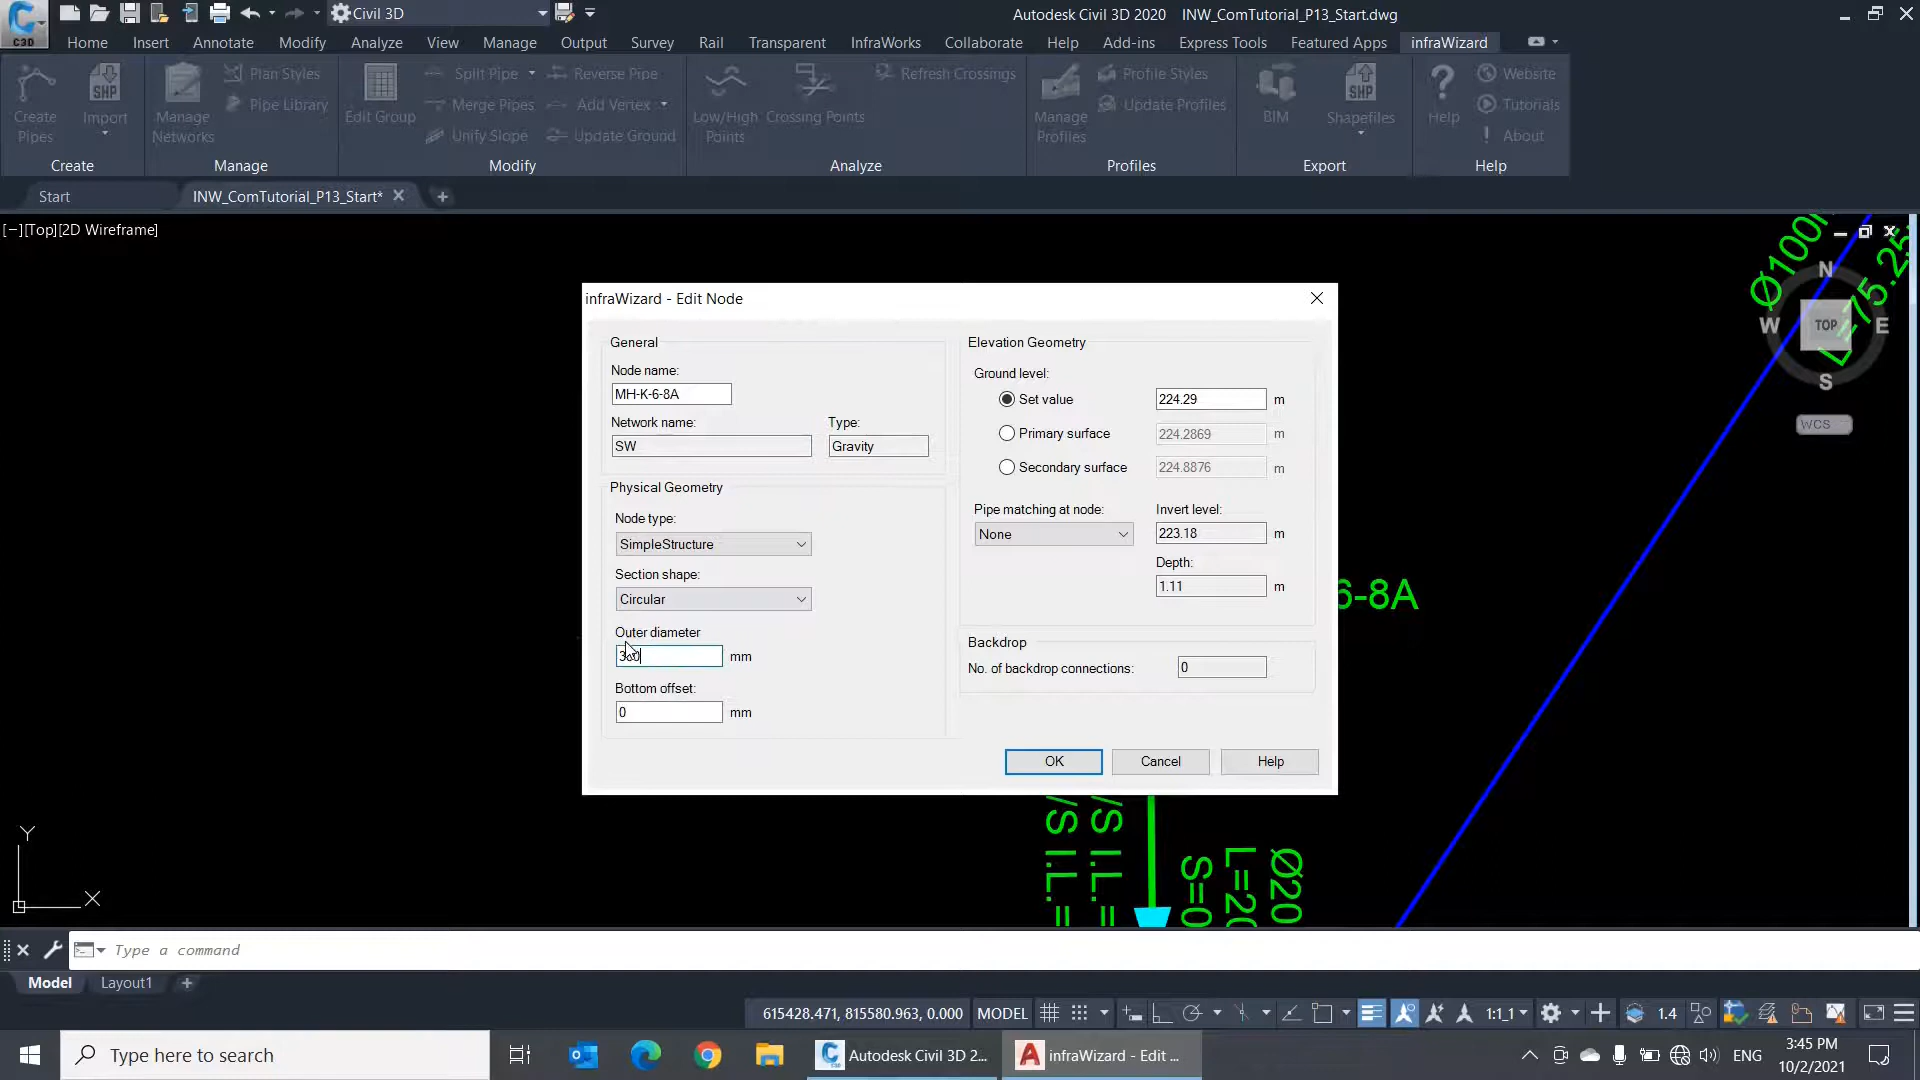 Civil 3D
Autodesk Civil 3D 2020 INW_ComTutorial_P13_Start.dwg
C3D
Home Insert Annotate Modify Analyze View Manage Output Survey Rail Transparent InfraWorks Collaborate Help Add-ins Express Tools Featured Apps infraWizard
Create Pipes
Import
Create
Manage Networks
Plan Styles
Pipe Library
Manage
Edit Group
Split Pipe
Merge Pipes
Unify Slope
Reverse Pipe
Add Vertex
Update Ground
Modify
Low/High Points
Crossing Points
Refresh Crossings
Analyze
Manage Profiles
Profile Styles
Update Profiles
Profiles
BIM
SHP
Shapefiles
Export
Help
Website
Tutorials
About
Help
Start
INW_ComTutorial_P13_Start*
[−][Top][2D Wireframe]
N
W TOP E
S
WCS
infraWizard - Edit Node
General
Node name:
MH-K-6-8A
Network name: Type:
SW Gravity
Physical Geometry
Node type:
SimpleStructure
Section shape:
Circular
Outer diameter
mm
Bottom offset:
0 mm
Elevation Geometry
Ground level:
Set value 224.29 m
Primary surface 224.2869 m
Secondary surface 224.8876 m
Pipe matching at node: Invert level:
None 223.18 m
Depth:
1.11 m
Backdrop
No. of backdrop connections: 0
OK Cancel Help
6-8A
L=75.25
/S I.L. =
/S I.L. =
S=0
L=20
Ø20
Y
X
Type a command
Model Layout1
615428.471, 815580.963, 0.000 MODEL 1:1_1 1.4
Type here to search
Autodesk Civil 3D 2...
infraWizard - Edit ...
ENG
3:45 PM
10/2/2021